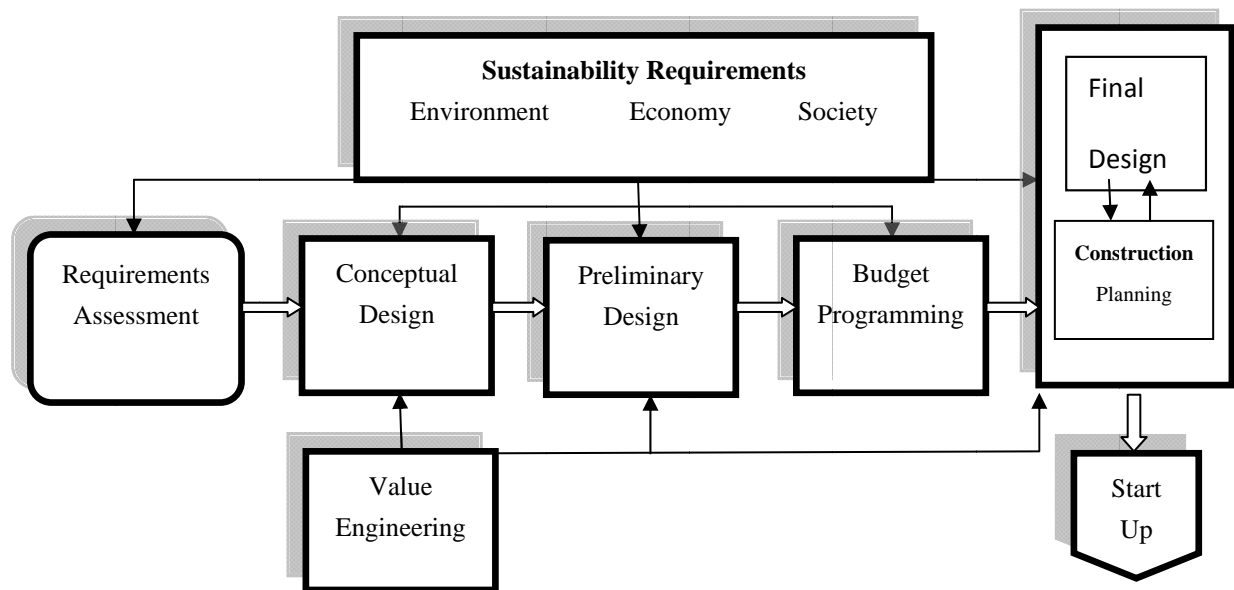 Sustainability Requirements
Environment Economy Society
Final
Design
Construction
Planning
Requirements
Assessment
Conceptual
Design
Preliminary
Design
Budget
Programming
Value
Engineering
Start
Up